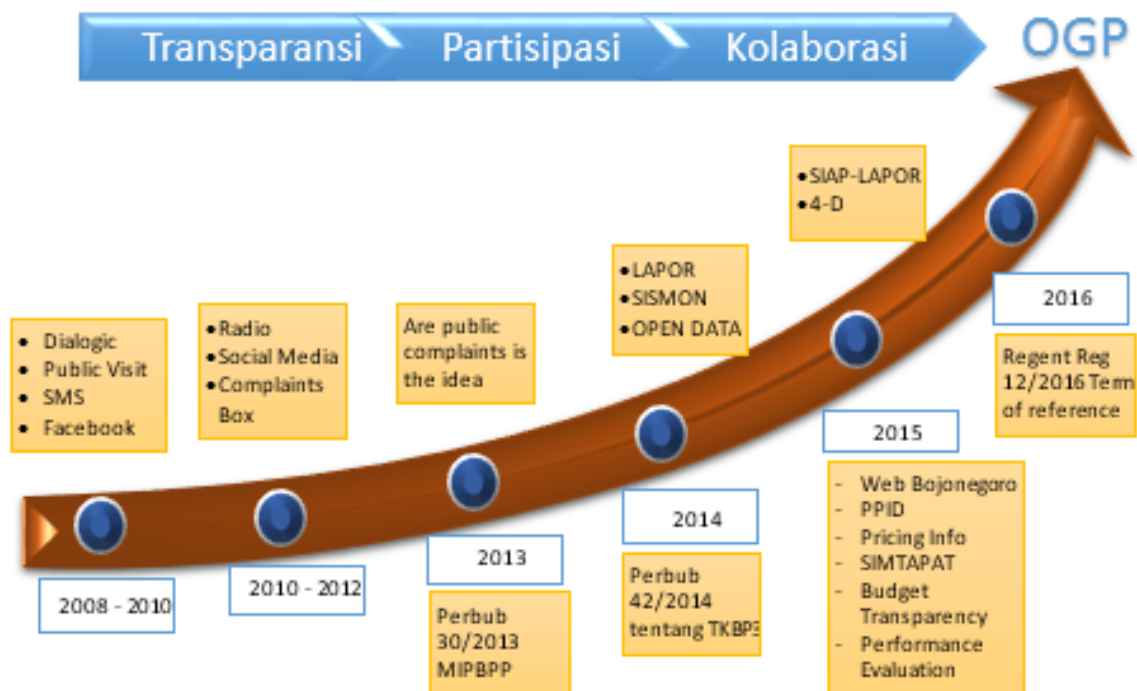 Transparansi
Partisipasi
Kolaborasi
OGP
• Dialogic
• Public Visit
• SMS
• Facebook
2008 - 2010
• Radio
• Social Media
• Complaints
Box
2010 - 2012
Are public
complaints is
the idea
2013
Perbub
30/2013
MIPBPP
• LAPOR
• SISMON
• OPEN DATA
2014
Perbub
42/2014
tentang
• SIAP-LAPOR
• 4-D
2015
- Web Bojonegoro
- PPID
- Pricing Info
- SIMTAPAT
- Budget
Transparency
- Performance
Evaluation
2016
Regent Reg
12/2016 Term
of reference